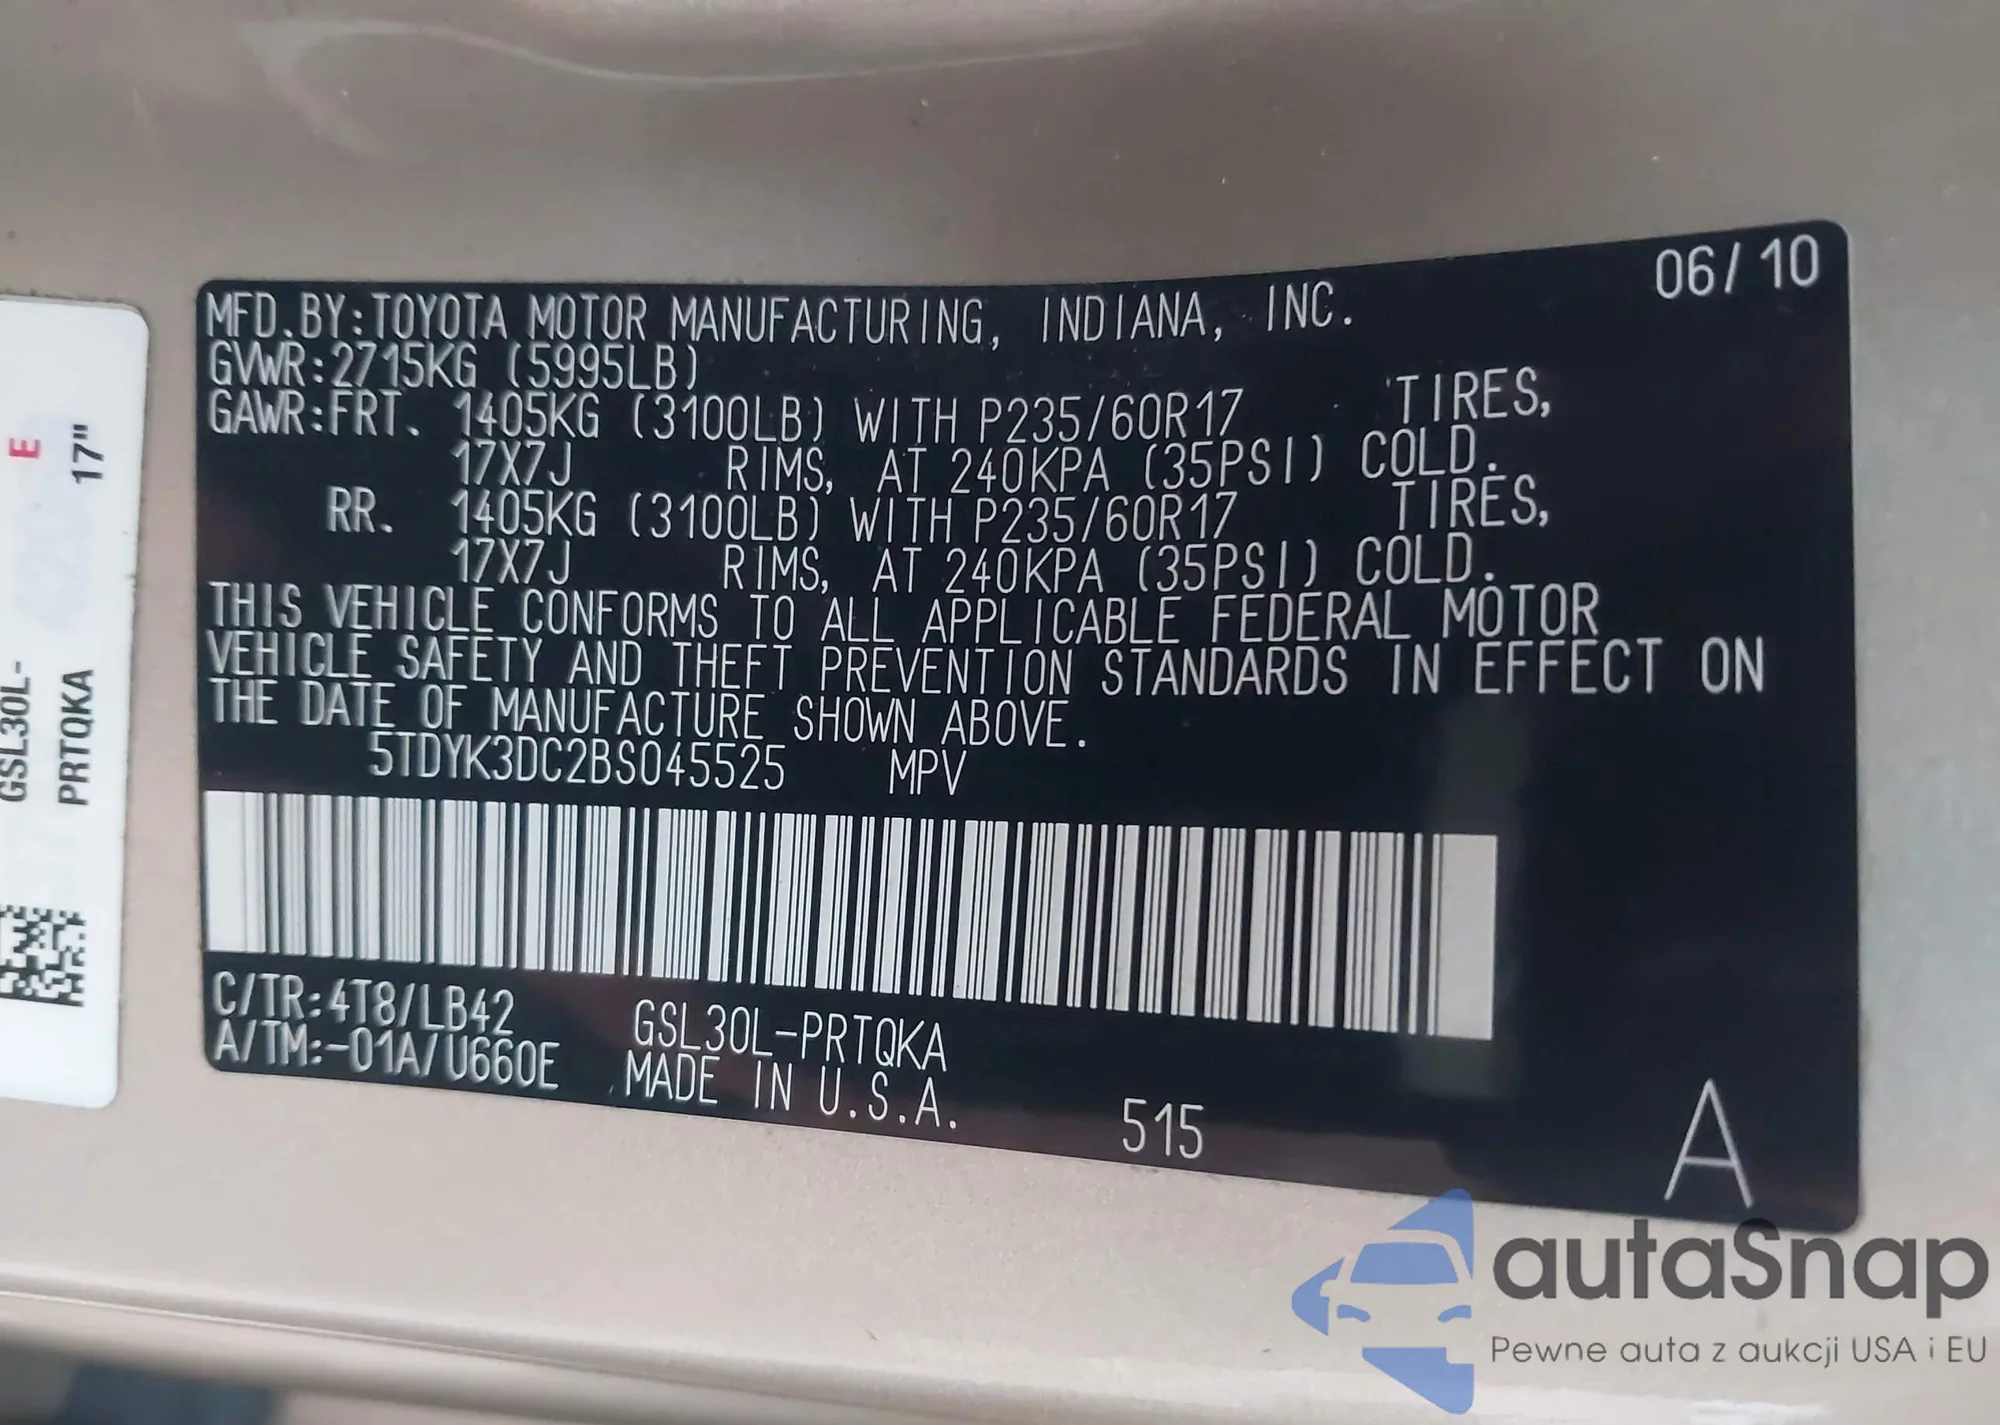 06/10
MFD.BY:TOYOTA MOTOR MANUFACTURING, INDIANA, INC.
GVWR:2715KG (5995LB)
GAWR:FRT. 1405KG (3100LB) WITH P235/60R17 TIRES,
17X7J RIMS, AT 240KPA (35PSI) COLD.
RR. 1405KG (3100LB) WITH P235/60R17 TIRES,
17X7J RIMS, AT 240KPA (35PSI) COLD.
THIS VEHICLE CONFORMS TO ALL APPLICABLE FEDERAL MOTOR
VEHICLE SAFETY AND THEFT PREVENTION STANDARDS IN EFFECT ON
THE DATE OF MANUFACTURE SHOWN ABOVE.
5TDYK3DC2BS045525 MPV
C/TR:4T8/LB42 GSL30L-PRTQKA
A/TM:-01A/U660E MADE IN U.S.A.
515
A
E
17"
GSL30L-
PRTQKA
autaSnap
Pewne auta z aukcji USA i EU